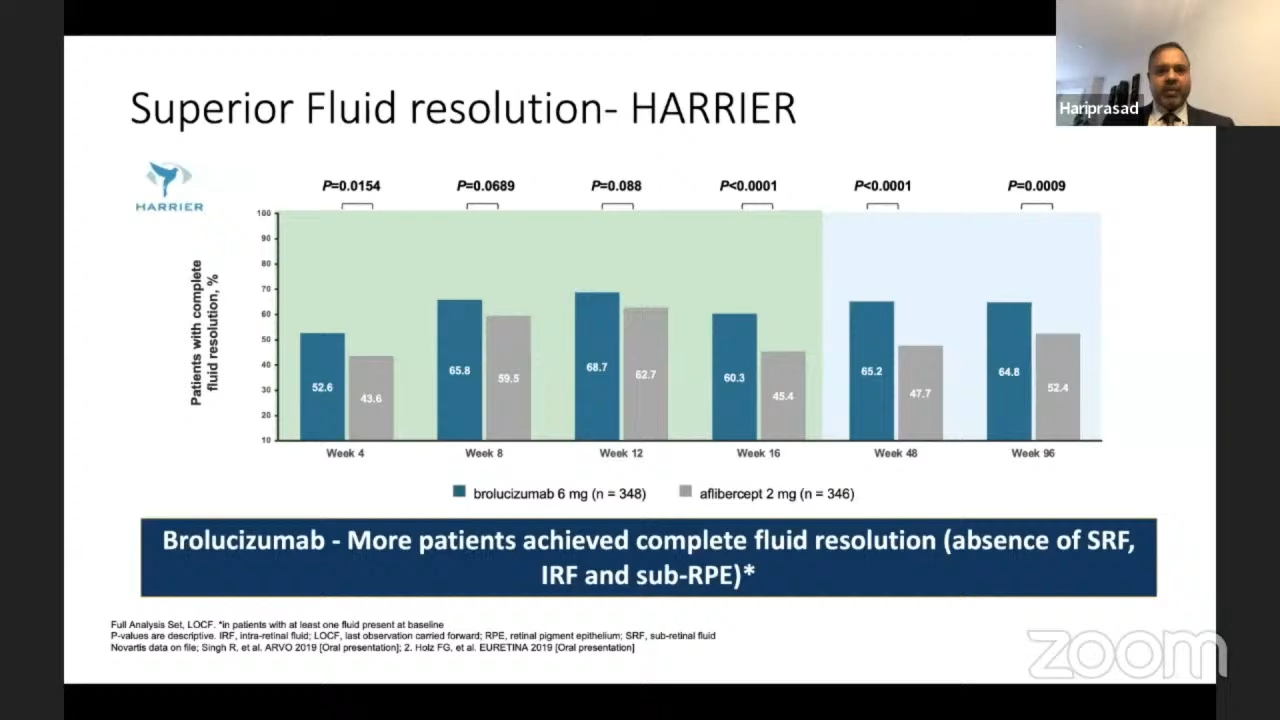 Superior Fluid resolution- HARRIER
Hariprasad
HARRIER
P=0.0154
P=0.0689
P=0.088
P<0.0001
P<0.0001
P=0.0009
Patients with complete
fluid resolution, %
100
90
80
70
60
50
40
30
20
10
52.6
43.6
65.8
59.5
68.7
62.7
60.3
45.4
65.2
47.7
64.8
52.4
Week 4
Week 8
Week 12
Week 16
Week 48
Week 96
brolucizumab 6 mg (n = 348)
aflibercept 2 mg (n = 346)
Brolucizumab - More patients achieved complete fluid resolution (absence of SRF,
IRF and sub-RPE)*
Full Analysis Set, LOCF. *in patients with at least one fluid present at baseline
P-values are descriptive. IRF, intra-retinal fluid; LOCF, last observation carried forward; RPE, retinal pigment epithelium; SRF, sub-retinal fluid
Novartis data on file; Singh R, et al. ARVO 2019 [Oral presentation]; 2. Holz FG, et al. EURETINA 2019 [Oral presentation]
zoom